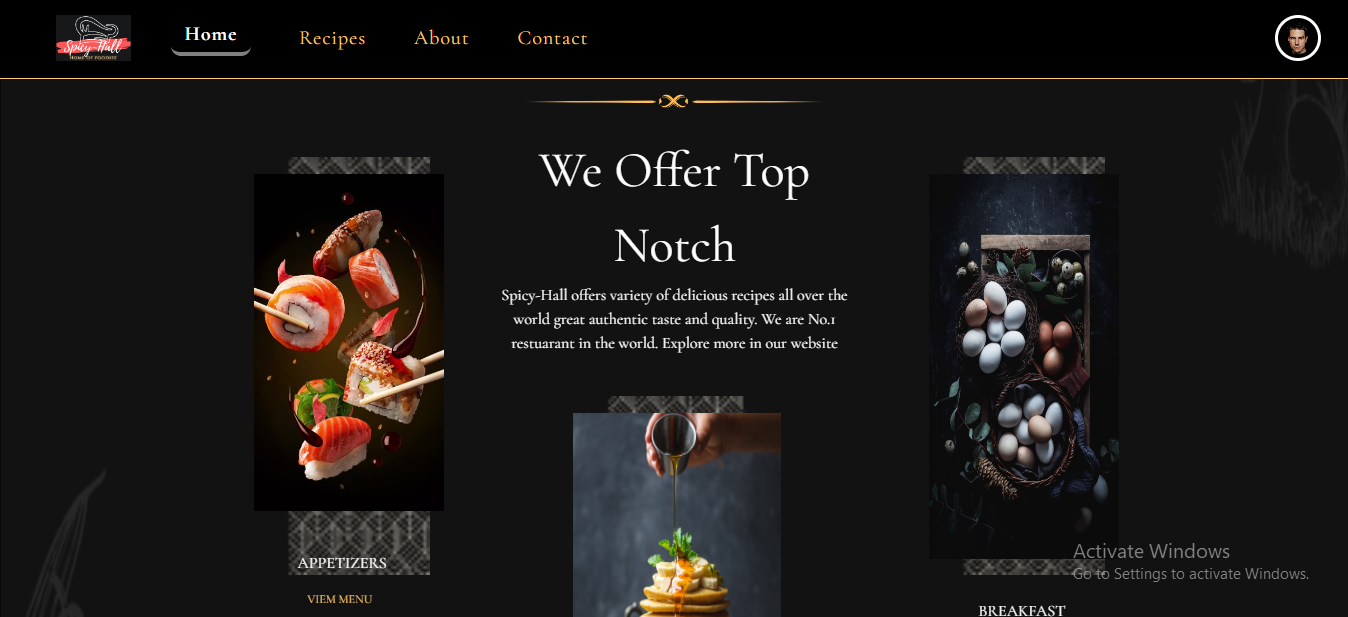 Spicy-Hall
HOME OF FOODIES
Home
Recipes
About
Contact
We Offer Top
Notch
Spicy-Hall offers variety of delicious recipes all over the
world great authentic taste and quality. We are No.1
restuarant in the world. Explore more in our website
APPETIZERS
VIEM MENU
BREAKFAST
Activate Windows
Go to Settings to activate Windows.